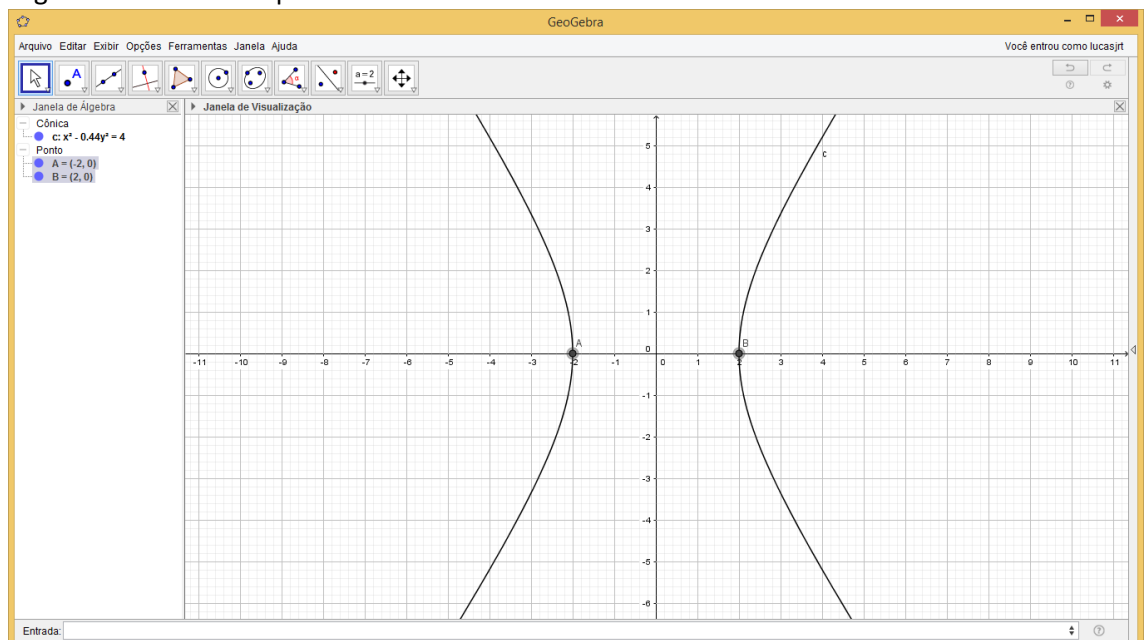 GeoGebra
Arquivo Editar Exibir Opções Ferramentas Janela Ajuda
Você entrou como lucasjrt
A
α
a = 2
Janela de Álgebra
Janela de Visualização
Cônica
c: x² - 0.44y² = 4
Ponto
A = (-2, 0)
B = (2, 0)
5
c
4
3
2
1
0
A
B
-11 -10 -9 -8 -7 -6 -5 -4 -3 -2 -1 0 1 2 3 4 5 6 7 8 9 10 11
-1
-2
-3
-4
-5
-6
Entrada: